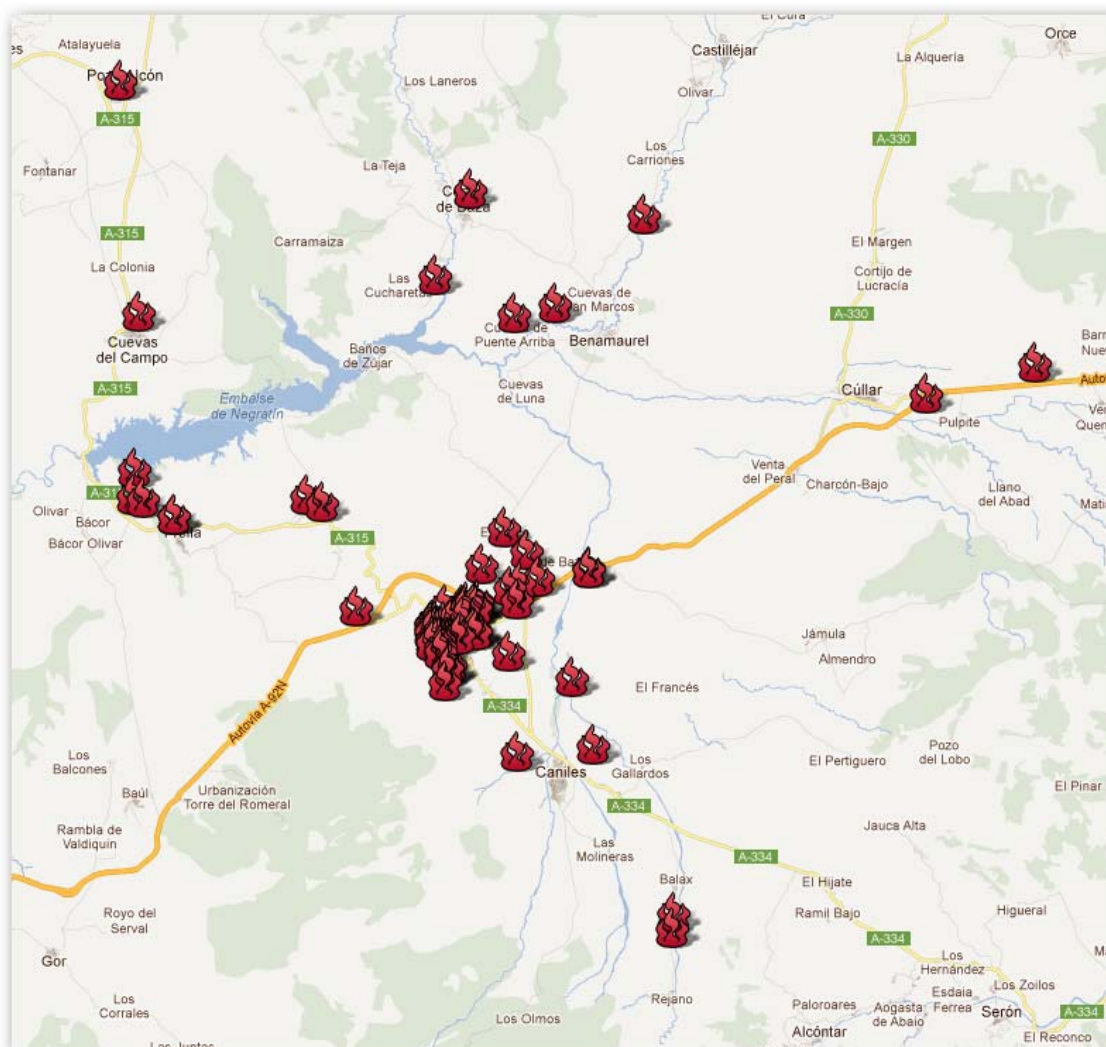 El Cura
Orce
Atalayuela
Castilléjar
La Alquería
Los Laneros
Olivar
A-315
A-330
Los
Carriones
La Teja
Fontanar
de Baza
A-315
Carramaiza
El Margen
La Colonia
Cortijo de
Lucracía
Las
Cuevas de
A-330
Cuevas
del Campo
Puente Arriba
Benamaurel
Baños
de Zújar
A-315
Cuevas
de Luna
Cúllar
Embalse
de Negratín
Pulpite
Venta
del Peral
Charcón-Bajo
Llano
del Abad
Olivar
Bácor
Bácor Olivar
A-315
Jámula
Almendro
El Francés
A-334
Autovía A-92N
Los
Balcones
Caniles
Los
Gallardos
El Pertiguero
Pozo
del Lobo
Baúl
Urbanización
Torre del Romeral
A-334
El Pinar
Rambla de
Valdiquin
Las
Molineras
Jauca Alta
A-334
Balax
El Hijate
Royo del
Serval
Ramil Bajo
Higueral
A-334
Gor
Los
Hernández
Los
Corrales
Rejano
Los Zoilos
Esdaia
Ferrea
Paloroares
Aogasta
de Abaio
Serón
A-334
Los Olmos
Alcóntar
El Reconco